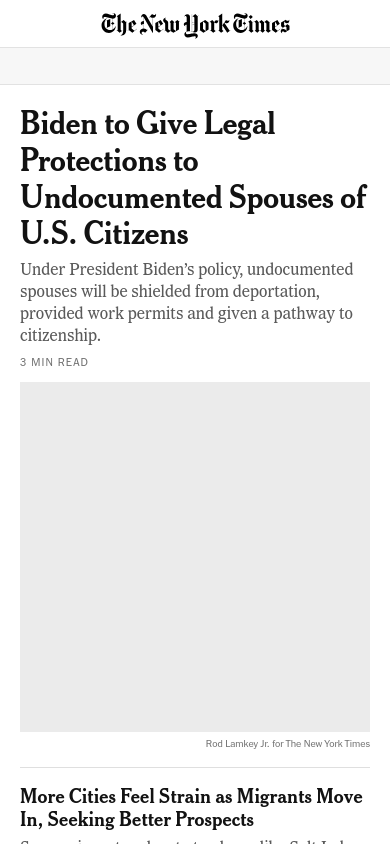 The New York Times
Biden to Give Legal
Protections to
Undocumented Spouses of
U.S. Citizens
Under President Biden’s policy, undocumented
spouses will be shielded from deportation,
provided work permits and given a pathway to
citizenship.
3 MIN READ
Rod Lamkey Jr. for The New York Times
More Cities Feel Strain as Migrants Move
In, Seeking Better Prospects